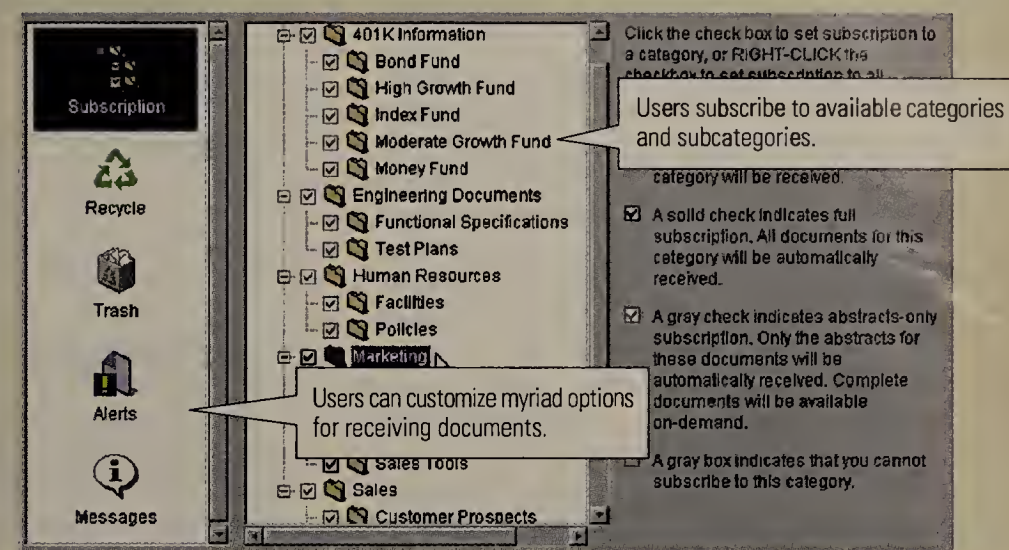 Subscription
Recycle
Trash
Alerts
Messages
401K Information
Bond Fund
High Growth Fund
Index Fund
Moderate Growth Fund
Money Fund
Engineering Documents
Functional Specifications
Test Plans
Human Resources
Facilities
Policies
Marketing
Sales Tools
Sales
Customer Prospects
Users can customize myriad options
for receiving documents.
Click the check box to set subscription to
a category, or RIGHT-CLICK the
checkbox to set subscription to all
Users subscribe to available categories
and subcategories.
category will be received.
A solid check indicates full
subscription. All documents for this
category will be automatically
received.
A gray check indicates abstracts-only
subscription. Only the abstracts for
these documents will be
automatically received. Complete
documents will be available
on-demand.
A gray box indicates that you cannot
subscribe to this category.